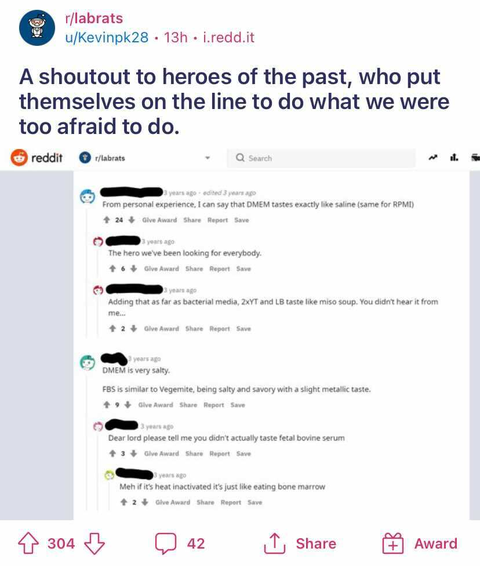 r/labrats
u/Kevinpk28 • 13h • i.redd.it
A shoutout to heroes of the past, who put
themselves on the line to do what we were
too afraid to do.
reddit r/labrats Search
3 years ago · edited 3 years ago
From personal experience, I can say that DMEM tastes exactly like saline (same for RPMI)
24 Give Award Share Report Save
3 years ago
The hero we've been looking for everybody.
6 Give Award Share Report Save
3 years ago
Adding that as far as bacterial media, 2xYT and LB taste like miso soup. You didn't hear it from
me...
2 Give Award Share Report Save
3 years ago
DMEM is very salty.
FBS is similar to Vegemite, being salty and savory with a slight metallic taste.
9 Give Award Share Report Save
3 years ago
Dear lord please tell me you didn't actually taste fetal bovine serum
3 Give Award Share Report Save
3 years ago
Meh if it's heat inactivated it's just like eating bone marrow
2 Give Award Share Report Save
304 42 Share Award